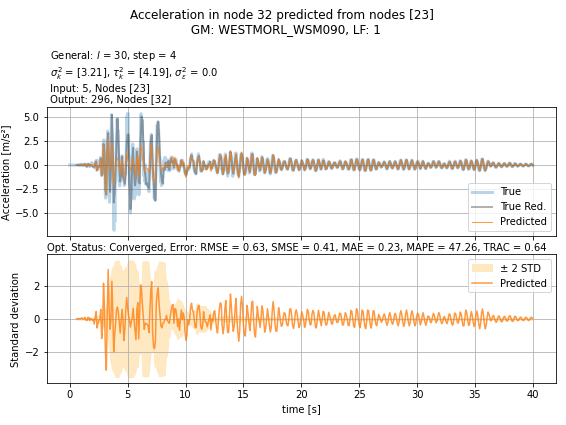 Acceleration in node 32 predicted from nodes [23]
GM: WESTMORL_WSM090, LF: 1
General: l = 30, step = 4
σ²ₖ = [3.21], τ²ₖ = [4.19], σ²ε = 0.0
Input: 5, Nodes [23]
Output: 296, Nodes [32]
Acceleration [m/s²]
5.0
2.5
0.0
−2.5
−5.0
True
True Red.
Predicted
Opt. Status: Converged, Error: RMSE = 0.63, SMSE = 0.41, MAE = 0.23, MAPE = 47.26, TRAC = 0.64
Standard deviation
2
0
−2
± 2 STD
Predicted
0 5 10 15 20 25 30 35 40
time [s]